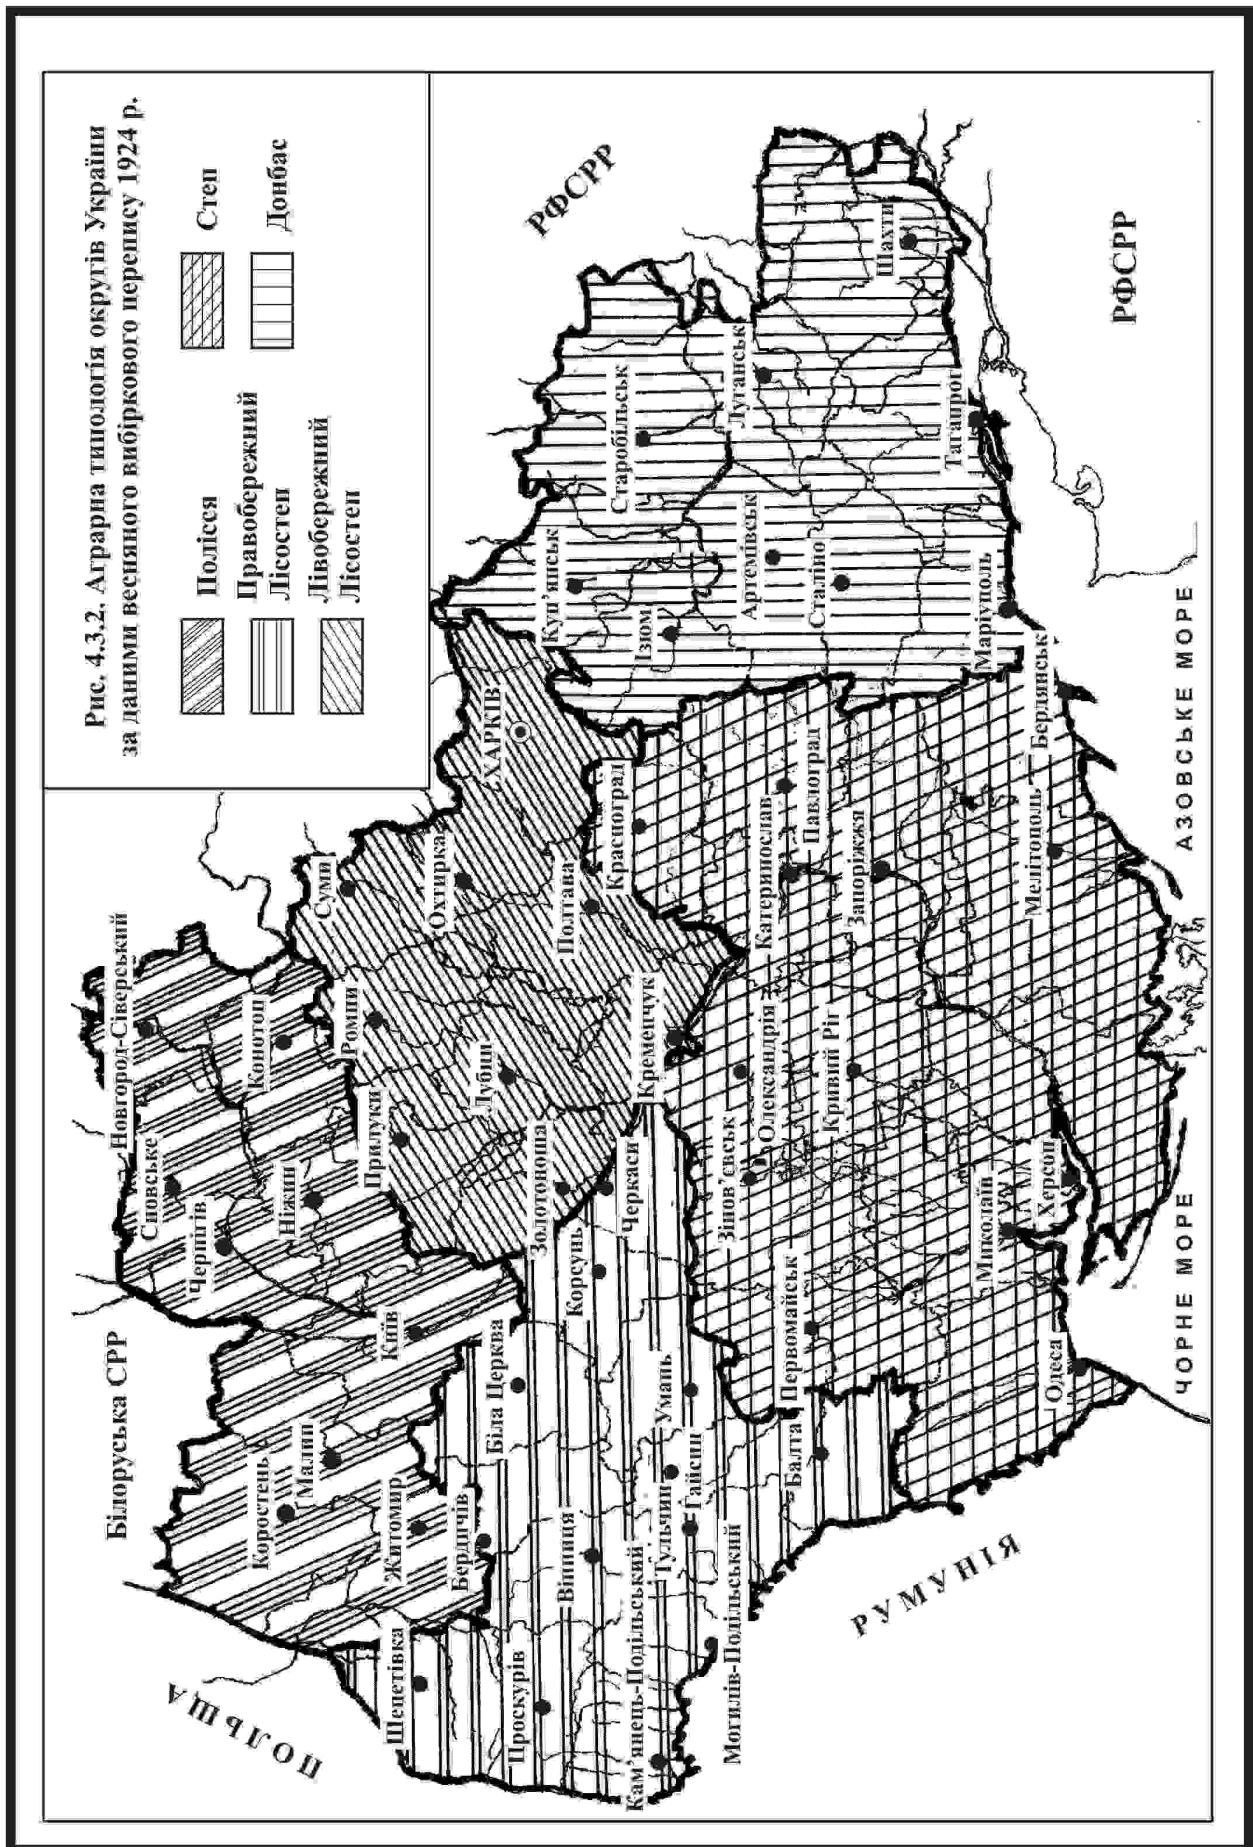 Рис. 4.3.2. Аграрна типологія округів України
за даними весняного вибіркового перепису 1924 р.
Полісся
Правобережний
Лісостеп
Лівобережний
Лісостеп
Степ
Донбас
ПОЛЬЩА
Білоруська СРР
РФСРР
РФСРР
РУМУНІЯ
ЧОРНЕ МОРЕ
АЗОВСЬКЕ МОРЕ
Новгород-Сіверський
Сновське
Чернігів
Конотоп
Ніжин
Київ
Коростень
Малин
Житомир
Бердичів
Шепетівка
Проскурів
Кам'янець-Подільський
Могилів-Подільський
Вінниця
Тульчин
Гайсин
Умань
Біла Церква
Корсунь
Черкаси
Балта
Суми
Охтирка
ХАРКІВ
Ромни
Прилуки
Лубни
Полтава
Золотоноша
Кременчук
Красноград
Катеринослав
Павлоград
Запоріжжя
Олександрія
Кривий Ріг
Зінов'євськ
Первомайськ
Миколаїв
Херсон
Одеса
Мелітополь
Бердянськ
Куп'янськ
Ізюм
Старобільськ
Луганськ
Артемівськ
Сталіно
Маріуполь
Таганрог
Шахти